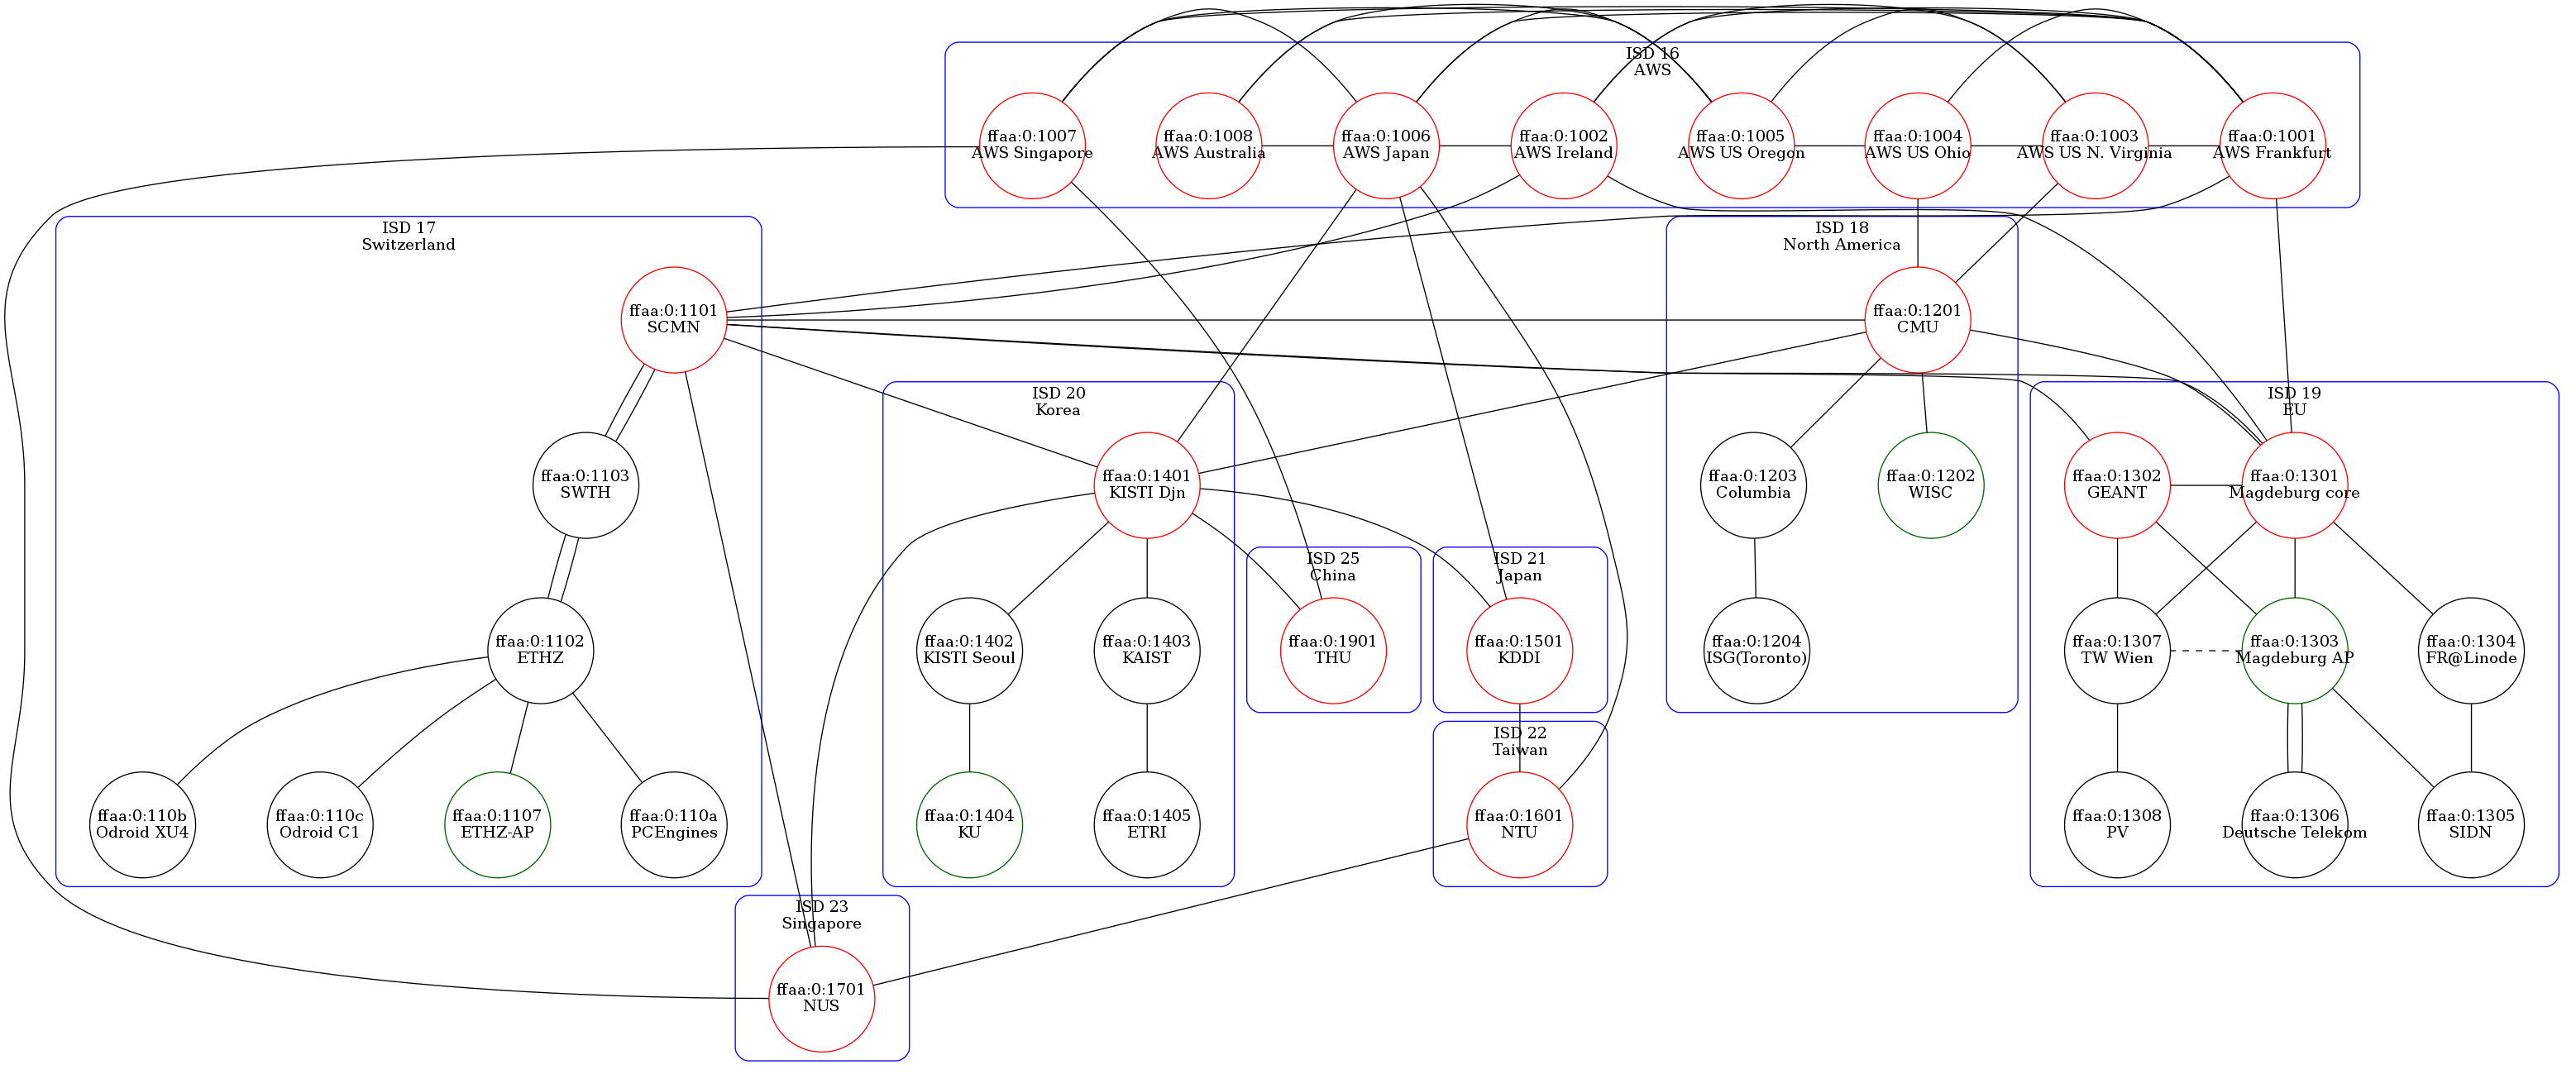 ISD 16
AWS
ffaa:0:1007
AWS Singapore
ffaa:0:1008
AWS Australia
ffaa:0:1006
AWS Japan
ffaa:0:1002
AWS Ireland
ffaa:0:1005
AWS US Oregon
ffaa:0:1004
AWS US Ohio
ffaa:0:1003
AWS US N. Virginia
ffaa:0:1001
AWS Frankfurt
ISD 17
Switzerland
ffaa:0:1101
SCMN
ffaa:0:1103
SWTH
ffaa:0:1102
ETHZ
ffaa:0:110b
Odroid XU4
ffaa:0:110c
Odroid C1
ffaa:0:1107
ETHZ-AP
ffaa:0:110a
PCEngines
ISD 18
North America
ffaa:0:1201
CMU
ffaa:0:1203
Columbia
ffaa:0:1202
WISC
ffaa:0:1204
ISG(Toronto)
ISD 20
Korea
ffaa:0:1401
KISTI Djn
ffaa:0:1402
KISTI Seoul
ffaa:0:1403
KAIST
ffaa:0:1404
KU
ffaa:0:1405
ETRI
ISD 25
China
ffaa:0:1901
THU
ISD 21
Japan
ffaa:0:1501
KDDI
ISD 22
Taiwan
ffaa:0:1601
NTU
ISD 19
EU
ffaa:0:1302
GEANT
ffaa:0:1301
Magdeburg core
ffaa:0:1307
TW Wien
ffaa:0:1303
Magdeburg AP
ffaa:0:1304
FR@Linode
ffaa:0:1308
PV
ffaa:0:1306
Deutsche Telekom
ffaa:0:1305
SIDN
ISD 23
Singapore
ffaa:0:1701
NUS